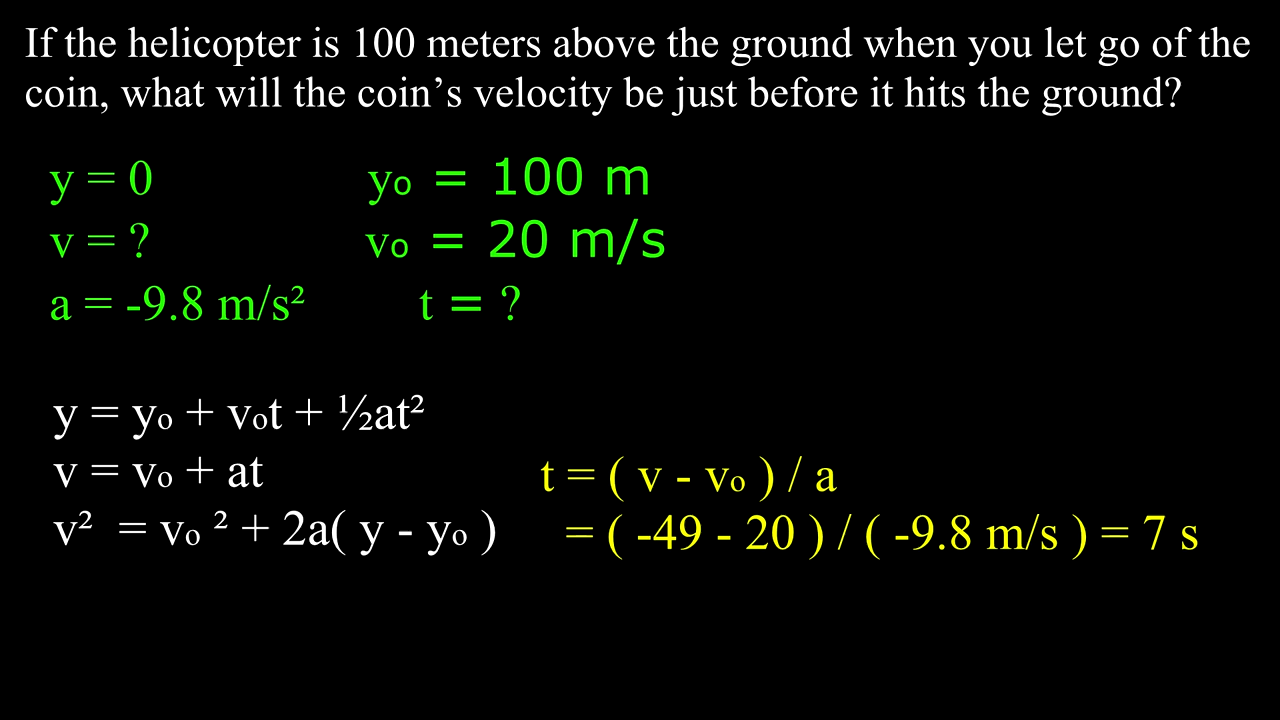 If the helicopter is 100 meters above the ground when you let go of the
coin, what will the coin’s velocity be just before it hits the ground?
y = 0 yₒ = 100 m
v = ? vₒ = 20 m/s
a = -9.8 m/s² t = ?
y = yₒ + vₒt + ½at²
v = vₒ + at t = ( v - vₒ ) / a
v² = vₒ ² + 2a( y - yₒ ) = ( -49 - 20 ) / ( -9.8 m/s ) = 7 s